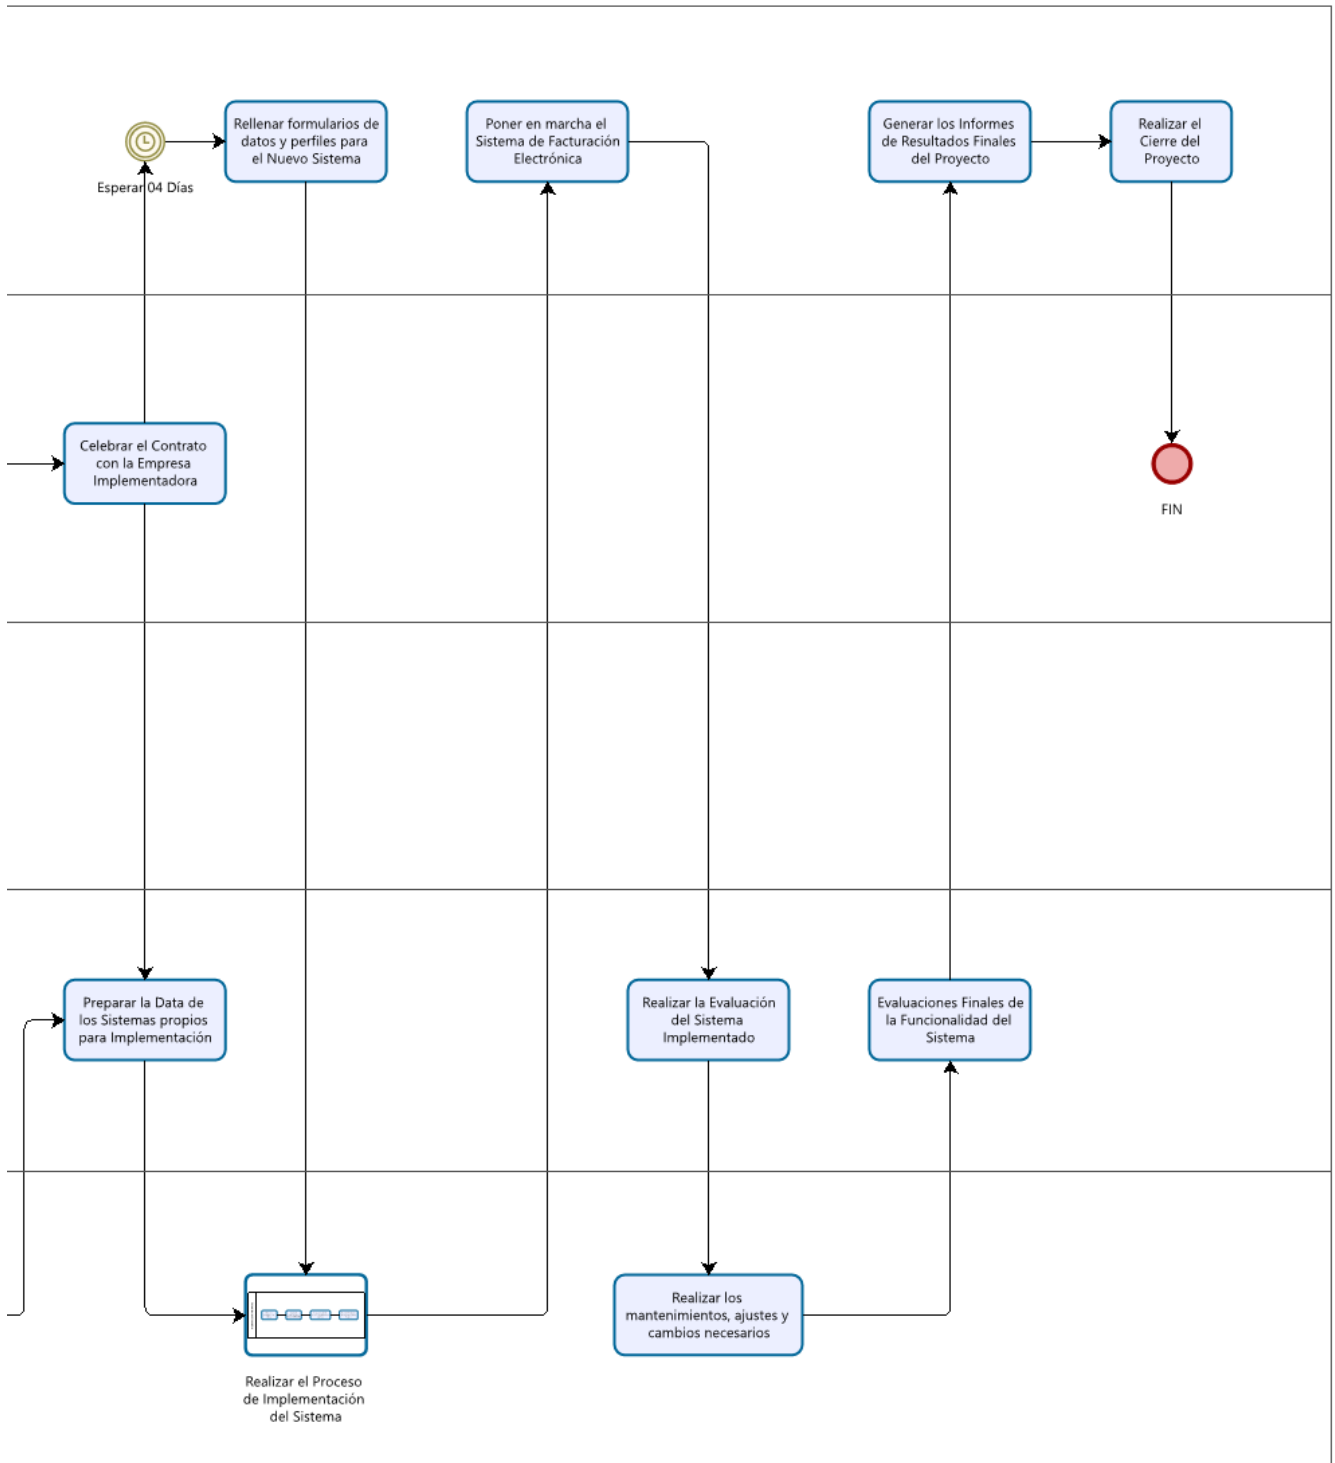 Rellenar formularios de
datos y perfiles para
el Nuevo Sistema
Poner en marcha el
Sistema de Facturación
Electrónica
Generar los Informes
de Resultados Finales
del Proyecto
Realizar el
Cierre del
Proyecto
Esperar 04 Días
Celebrar el Contrato
con la Empresa
Implementadora
FIN
Preparar la Data de
los Sistemas propios
para Implementación
Realizar la Evaluación
del Sistema
Implementado
Evaluaciones Finales de
la Funcionalidad del
Sistema
Realizar los
mantenimientos, ajustes y
cambios necesarios
Realizar el Proceso
de Implementación
del Sistema